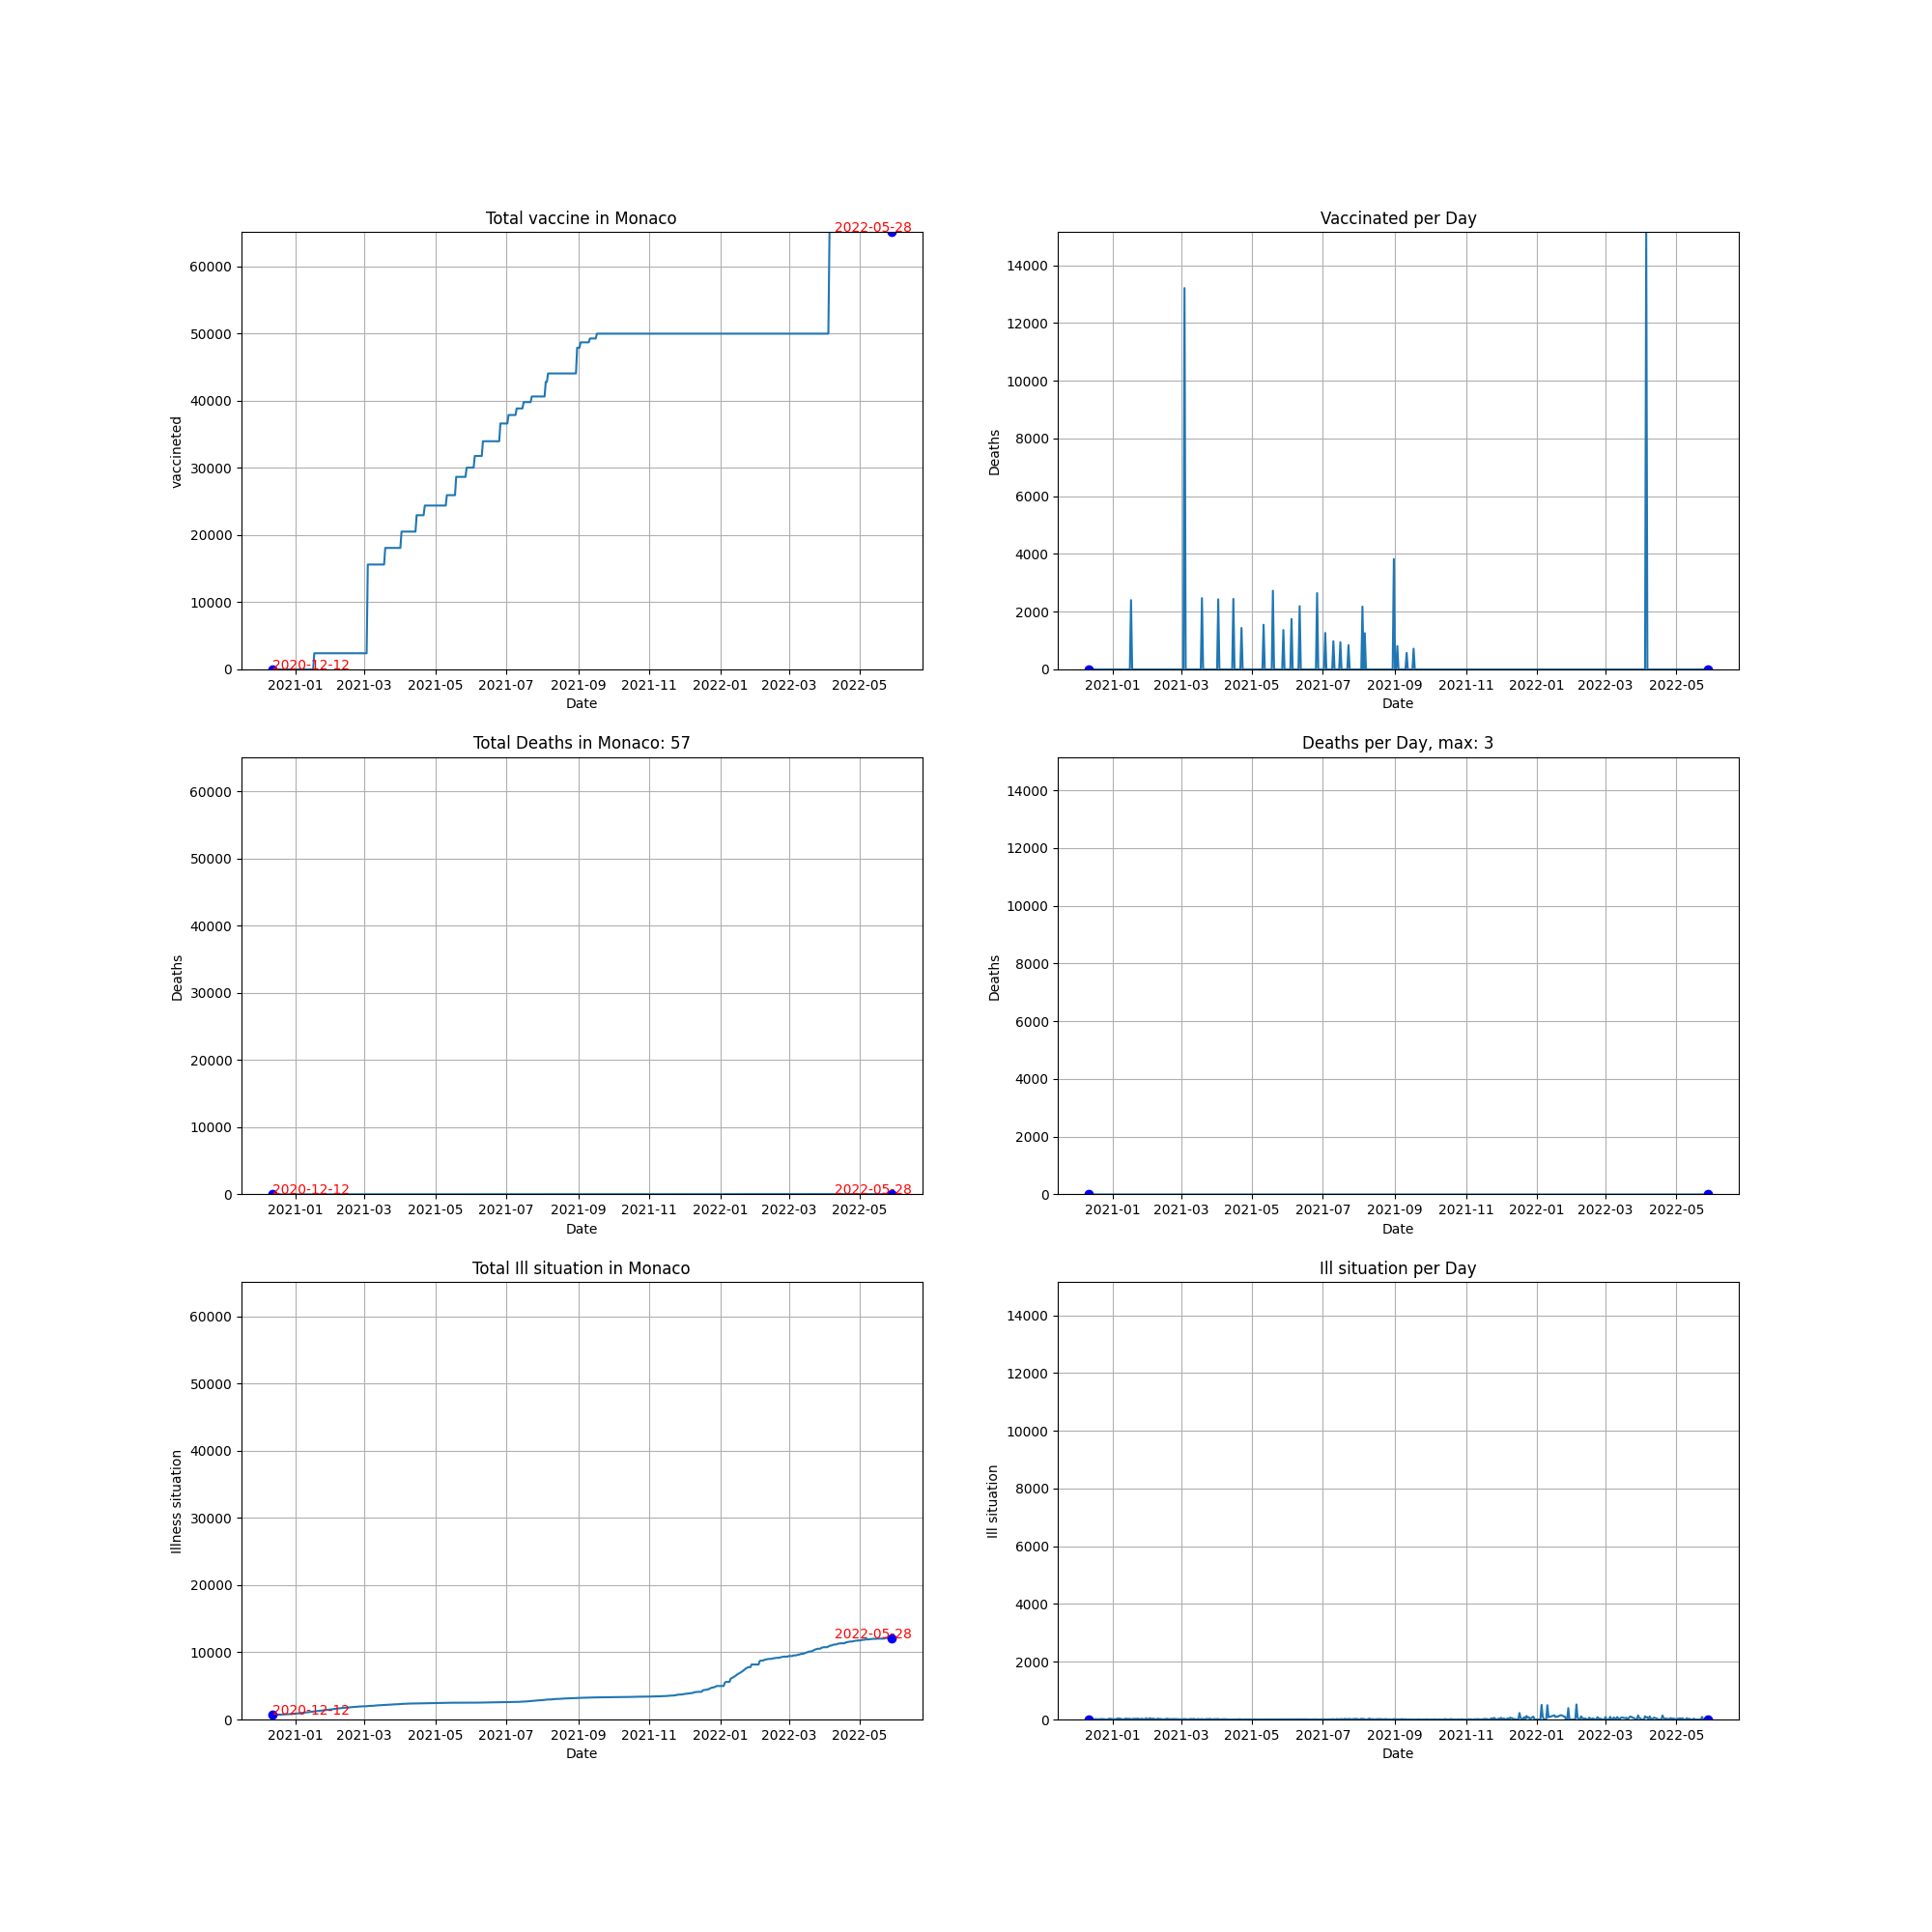 Total vaccine in Monaco
vaccineted
60000
50000
40000
30000
20000
10000
0
2020-12-12
2022-05-28
2021-01 2021-03 2021-05 2021-07 2021-09 2021-11 2022-01 2022-03 2022-05
Date
Vaccinated per Day
Deaths
14000
12000
10000
8000
6000
4000
2000
0
2021-01 2021-03 2021-05 2021-07 2021-09 2021-11 2022-01 2022-03 2022-05
Date
Total Deaths in Monaco: 57
Deaths
60000
50000
40000
30000
20000
10000
0
2020-12-12
2022-05-28
2021-01 2021-03 2021-05 2021-07 2021-09 2021-11 2022-01 2022-03 2022-05
Date
Deaths per Day, max: 3
Deaths
14000
12000
10000
8000
6000
4000
2000
0
2021-01 2021-03 2021-05 2021-07 2021-09 2021-11 2022-01 2022-03 2022-05
Date
Total Ill situation in Monaco
Illness situation
60000
50000
40000
30000
20000
10000
0
2020-12-12
2022-05-28
2021-01 2021-03 2021-05 2021-07 2021-09 2021-11 2022-01 2022-03 2022-05
Date
Ill situation per Day
Ill situation
14000
12000
10000
8000
6000
4000
2000
0
2021-01 2021-03 2021-05 2021-07 2021-09 2021-11 2022-01 2022-03 2022-05
Date